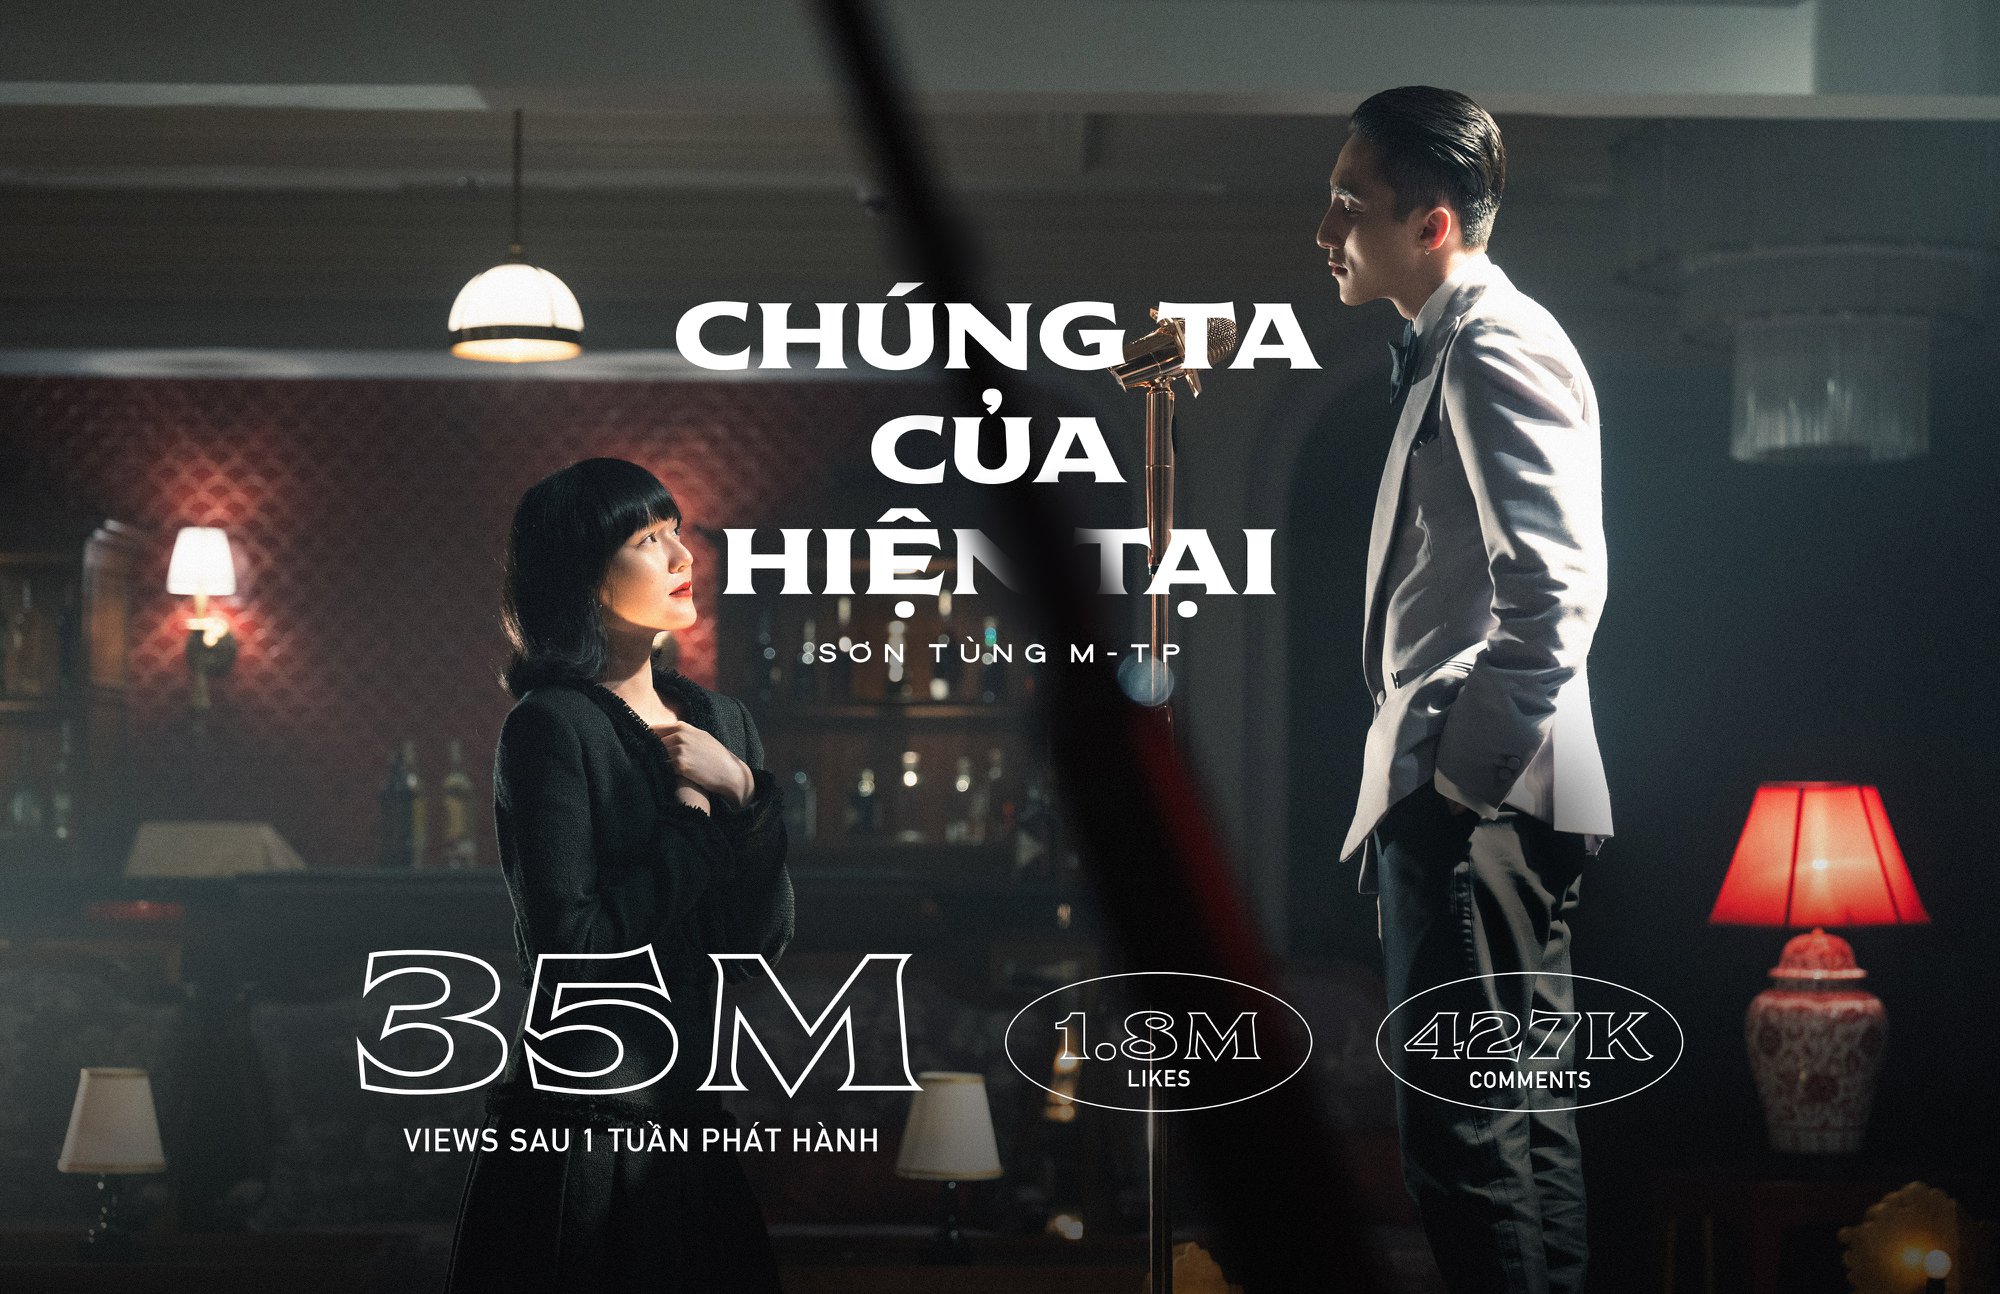 CHÚNG TA
CỦA
HIỆN TẠI
SƠN TÙNG M-TP
35M
VIEWS SAU 1 TUẦN PHÁT HÀNH
1.8M
LIKES
427K
COMMENTS